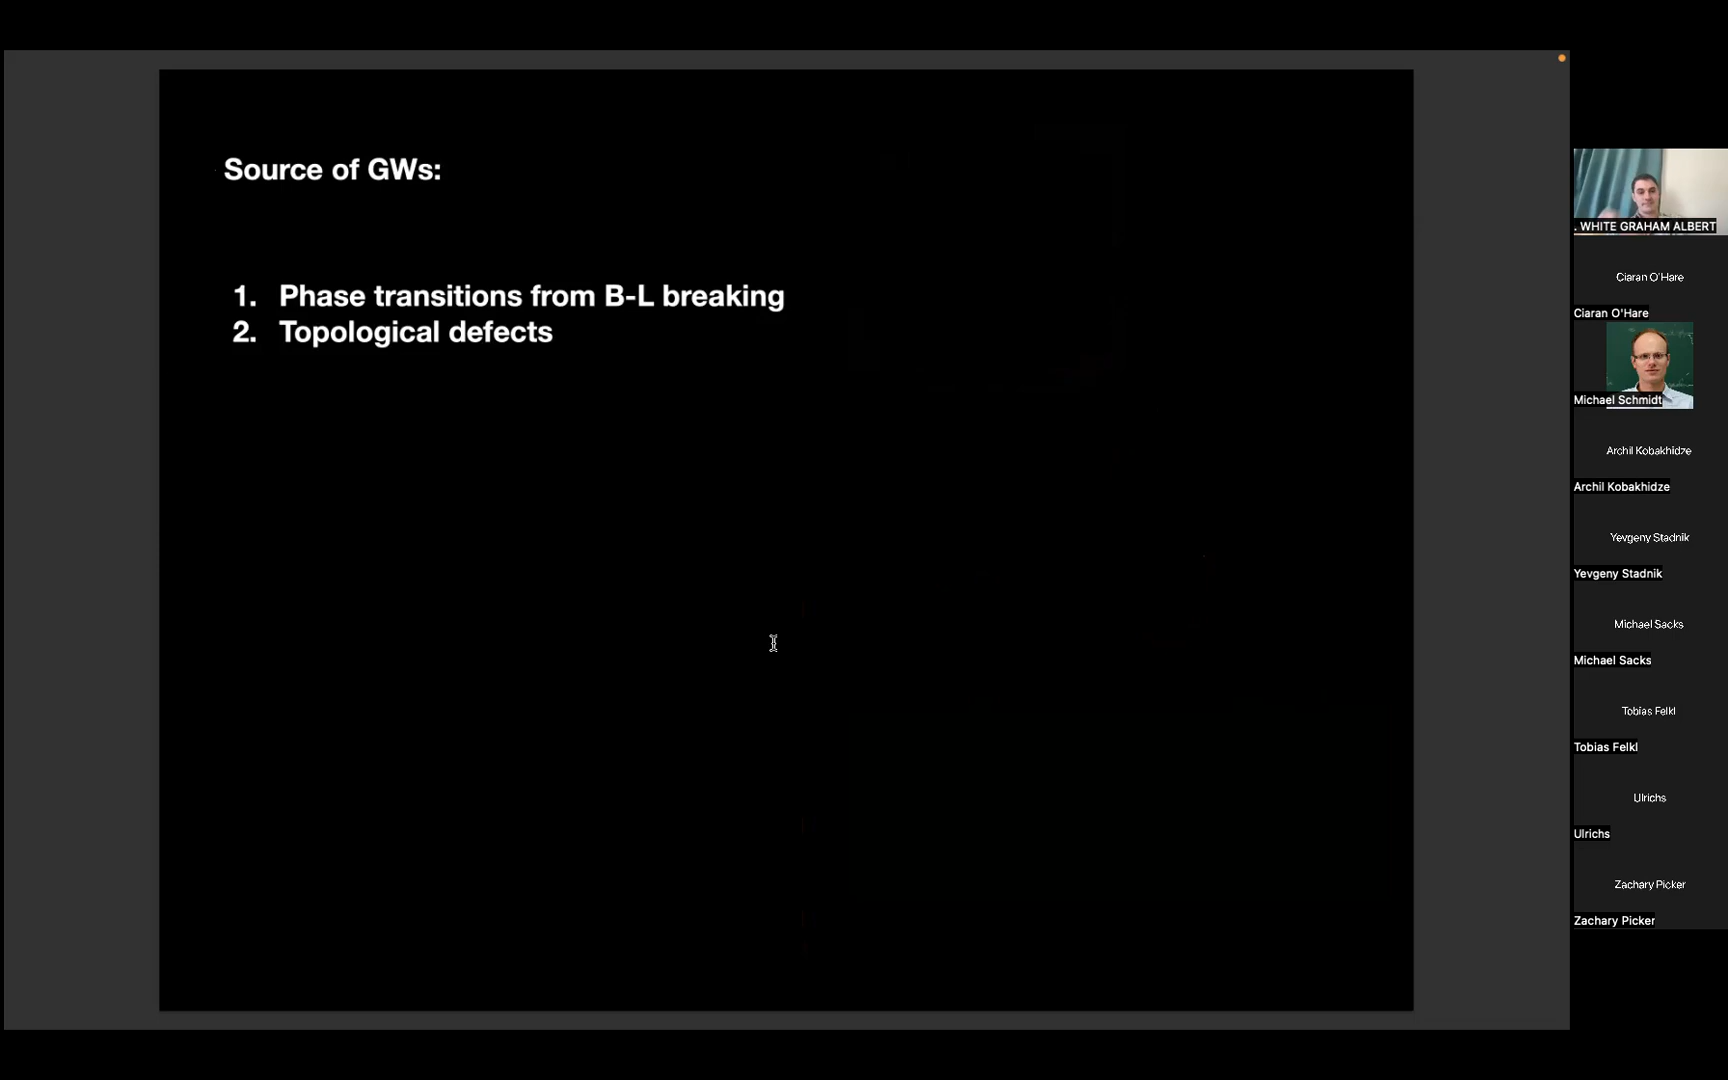 Source of GWs:
1. Phase transitions from B-L breaking
2. Topological defects
. WHITE GRAHAM ALBERT
Ciaran O'Hare
Ciaran O'Hare
Michael Schmidt
Archil Kobakhidze
Archil Kobakhidze
Yevgeny Stadnik
Yevgeny Stadnik
Michael Sacks
Michael Sacks
Tobias Felkl
Tobias Felkl
Ulrichs
Ulrichs
Zachary Picker
Zachary Picker